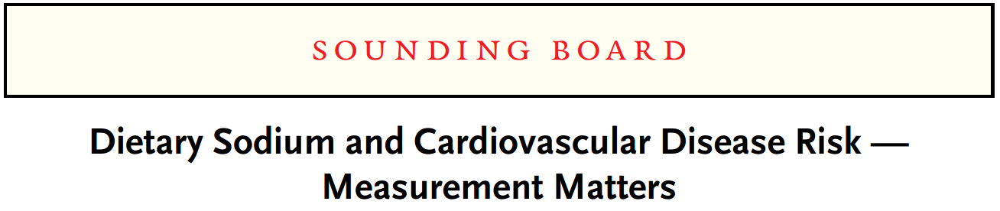 SOUNDING BOARD
Dietary Sodium and Cardiovascular Disease Risk —
Measurement Matters